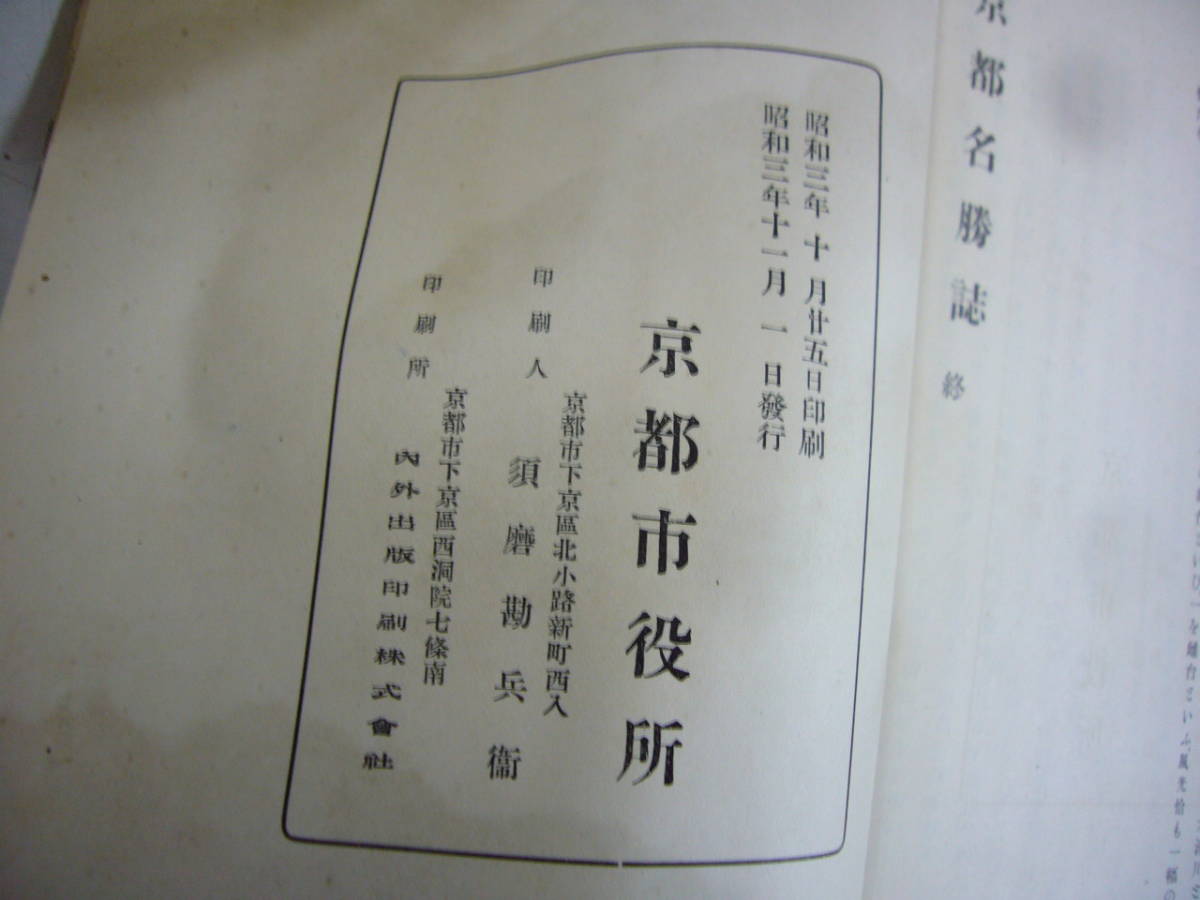 京都名勝誌 終
昭和三年 十 月廿五日印刷
昭和三年十一月 一 日發行
京都市役所
京都市下京區北小路新町西入
印刷人 須磨勘兵衞
京都市下京區西洞院七條南
印刷所 內外出版印刷株式會社